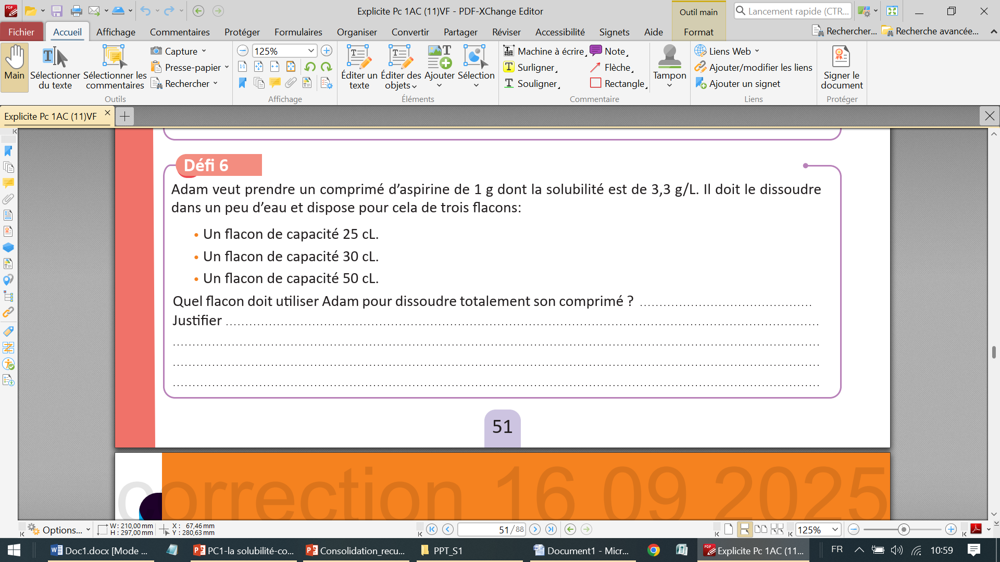 Explicite Pc 1AC (11)VF - PDF-XChange Editor
Outil main
Lancement rapide (CTR...
Fichier
Accueil
Affichage
Commentaires
Protéger
Formulaires
Organiser
Convertir
Partager
Réviser
Accessibilité
Signets
Aide
Format
Rechercher...
Recherche avancée...
Main
Sélectionner du texte
Sélectionner les commentaires
Capture
Presse-papier
Rechercher
Outils
125%
Affichage
Éditer un texte
Éditer des objets
Ajouter
Sélection
Éléments
Machine à écrire
Surligner
Souligner
Note
Flèche
Rectangle
Tampon
Commentaire
Liens Web
Ajouter/modifier les liens
Ajouter un signet
Liens
Signer le document
Protéger
Explicite Pc 1AC (11)VF
Défi 6
Adam veut prendre un comprimé d’aspirine de 1 g dont la solubilité est de 3,3 g/L. Il doit le dissoudre
dans un peu d’eau et dispose pour cela de trois flacons:
• Un flacon de capacité 25 cL.
• Un flacon de capacité 30 cL.
• Un flacon de capacité 50 cL.
Quel flacon doit utiliser Adam pour dissoudre totalement son comprimé ? ............................................
Justifier ............................................
51
correction 16 09 2025
Options...
W : 210,00 mm
H : 297,00 mm
X : 67,46 mm
Y : 280,63 mm
51 / 88
125%
Doc1.docx [Mode ...
PC1-la solubilité-co...
Consolidation_recu...
PPT_S1
Document1 - Micr...
Explicite Pc 1AC (11...
FR
10:59